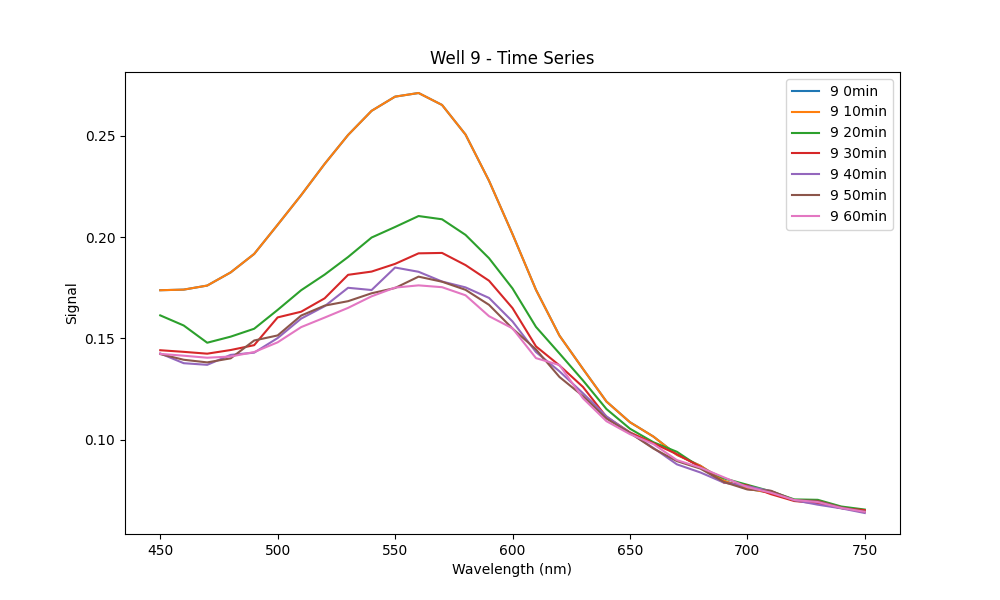 Well 9 - Time Series
9 0min
9 10min
9 20min
9 30min
9 40min
9 50min
9 60min
Signal
0.25
0.20
0.15
0.10
450 500 550 600 650 700 750
Wavelength (nm)